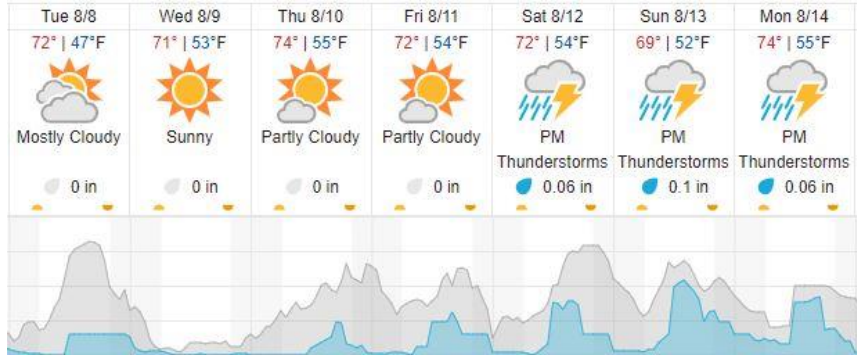 Tue 8/8 Wed 8/9 Thu 8/10 Fri 8/11 Sat 8/12 Sun 8/13 Mon 8/14
72° | 47°F 71° | 53°F 74° | 55°F 72° | 54°F 72° | 54°F 69° | 52°F 74° | 55°F
Mostly Cloudy Sunny Partly Cloudy Partly Cloudy PM PM PM
Thunderstorms Thunderstorms Thunderstorms
0 in 0 in 0 in 0 in 0.06 in 0.1 in 0.06 in